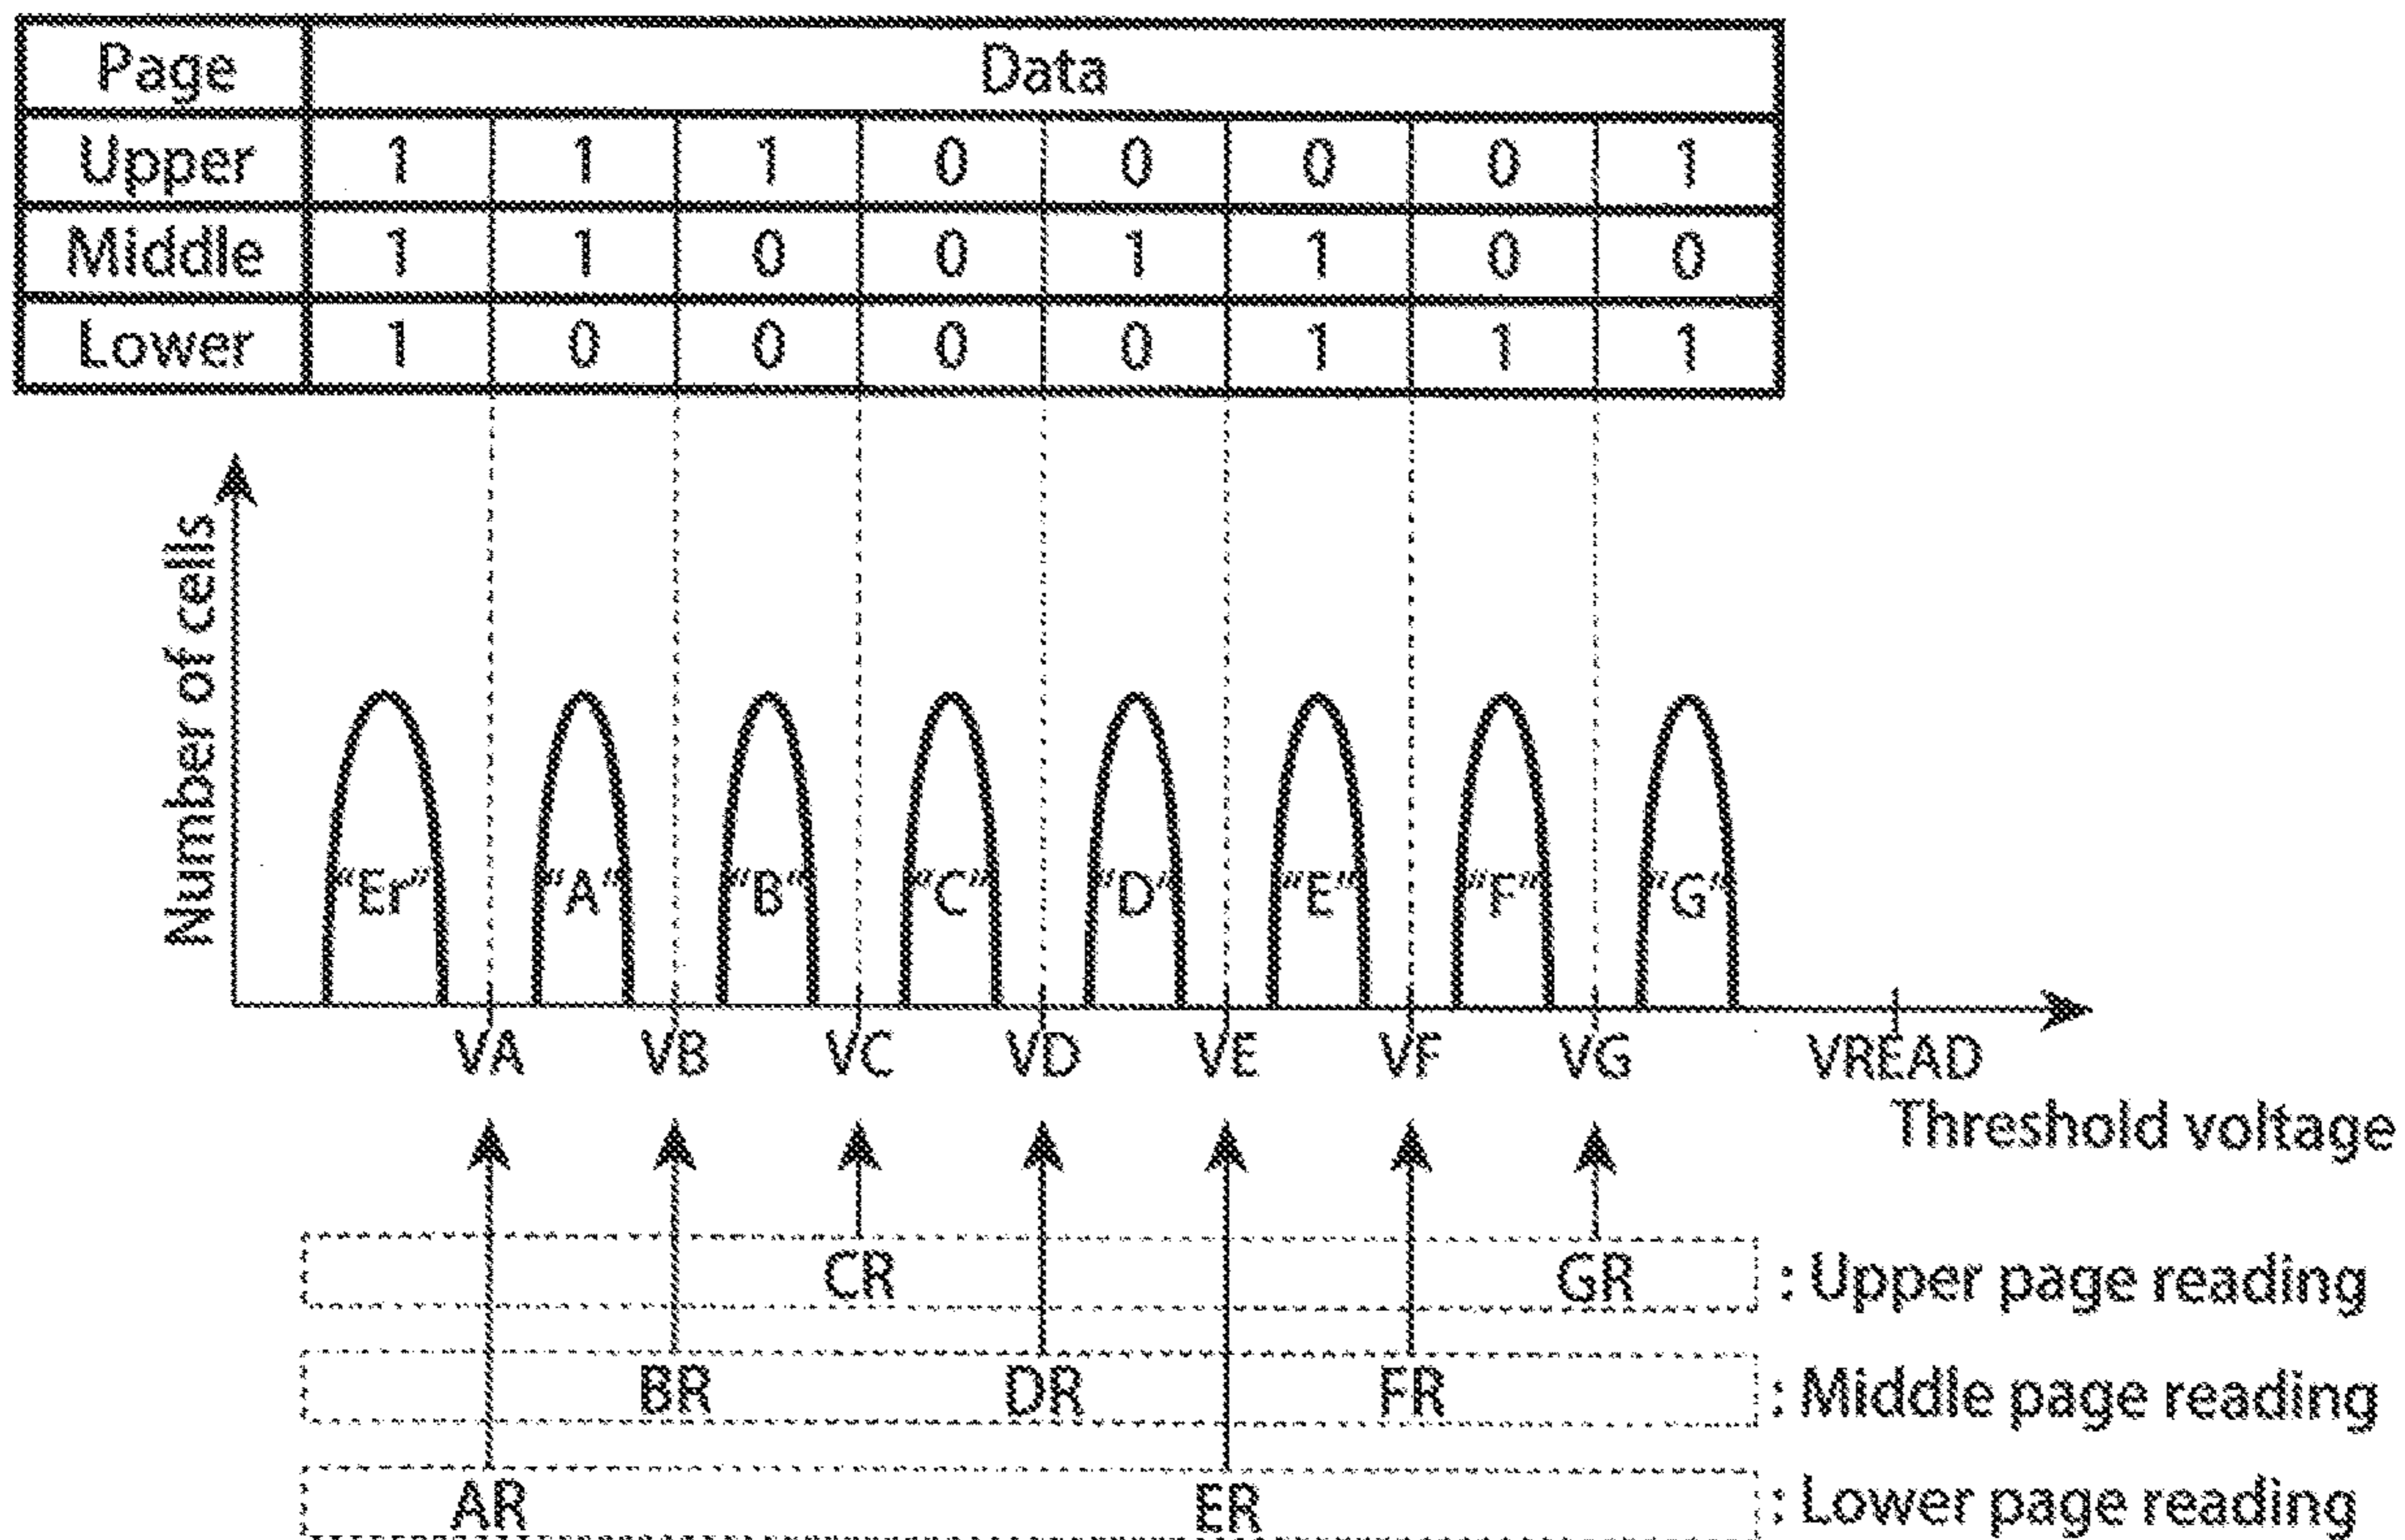 Page Data
Upper 1 1 1 0 0 0 0 1
Middle 1 1 0 0 1 1 0 0
Lower 1 0 0 0 0 1 1 1
Number of cells
“Er” “A” “B” “C” “D” “E” “F” “G”
VA VB VC VD VE VF VG VREAD
Threshold voltage
CR GR : Upper page reading
BR DR FR : Middle page reading
AR ER : Lower page reading